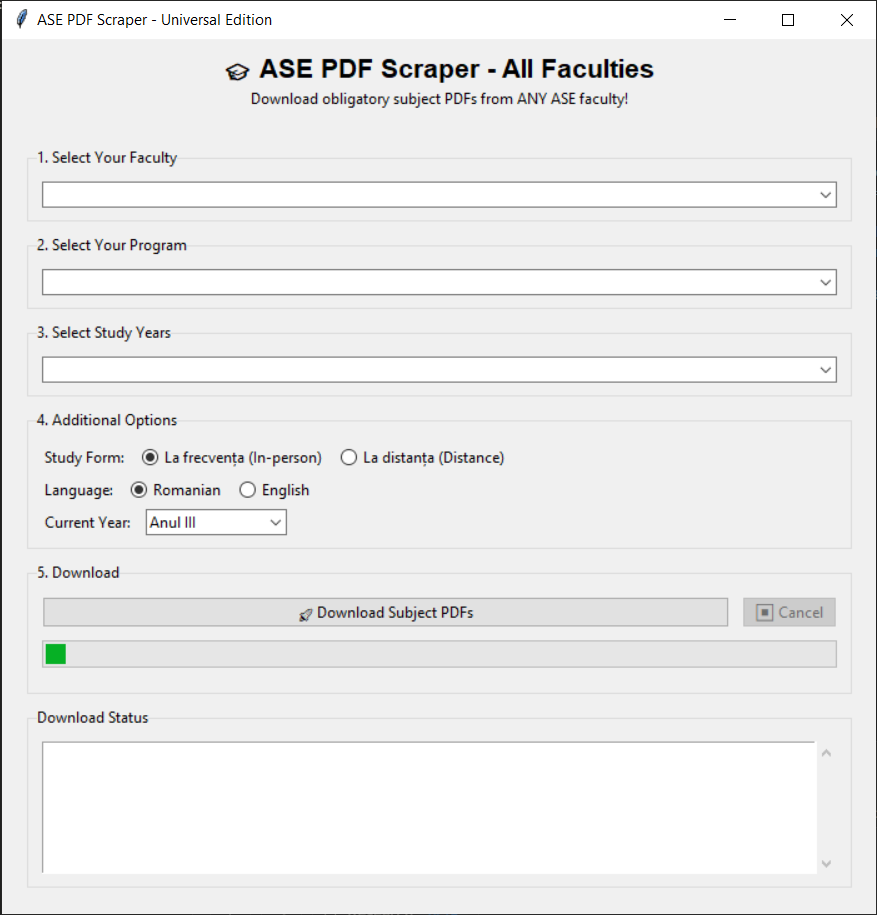 ASE PDF Scraper - Universal Edition
ASE PDF Scraper - All Faculties
Download obligatory subject PDFs from ANY ASE faculty!
1. Select Your Faculty
2. Select Your Program
3. Select Study Years
4. Additional Options
Study Form: La frecvența (In-person) La distanța (Distance)
Language: Romanian English
Current Year: Anul III
5. Download
Download Subject PDFs Cancel
Download Status